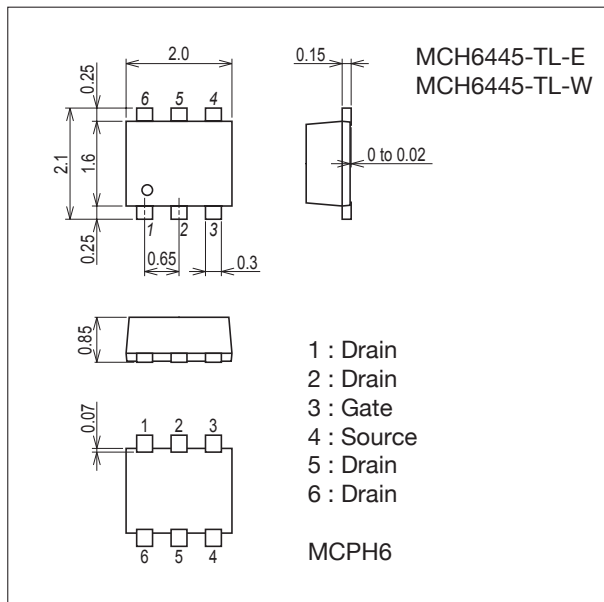 0.25
2.0
0.15
MCH6445-TL-E
MCH6445-TL-W
6 5 4
2.1
1.6
0 to 0.02
0.25
1 2 3
0.65
0.3
0.85
1 : Drain
2 : Drain
3 : Gate
4 : Source
5 : Drain
6 : Drain
0.07
1 2 3
6 5 4
MCPH6